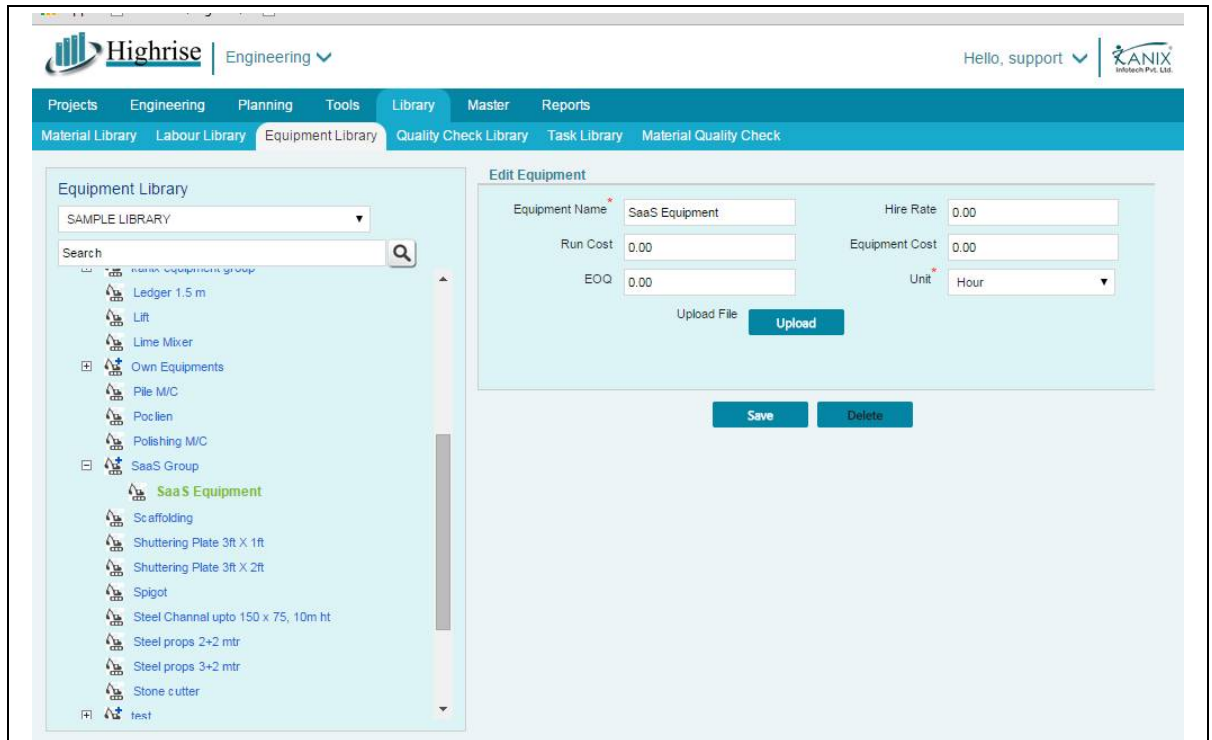 Highrise
Engineering
Hello, support
KANIX
Infotech Pvt. Ltd.
Projects Engineering Planning Tools Library Master Reports
Material Library Labour Library Equipment Library Quality Check Library Task Library Material Quality Check
Equipment Library
SAMPLE LIBRARY
Search
kanix equipment group
Ledger 1.5 m
Lift
Lime Mixer
Own Equipments
Pile M/C
Poclien
Polishing M/C
SaaS Group
SaaS Equipment
Scaffolding
Shuttering Plate 3ft X 1ft
Shuttering Plate 3ft X 2ft
Spigot
Steel Channal upto 150 x 75, 10m ht
Steel props 2+2 mtr
Steel props 3+2 mtr
Stone cutter
test
Edit Equipment
Equipment Name* SaaS Equipment Hire Rate 0.00
Run Cost 0.00 Equipment Cost 0.00
EOQ 0.00 Unit* Hour
Upload File Upload
Save Delete